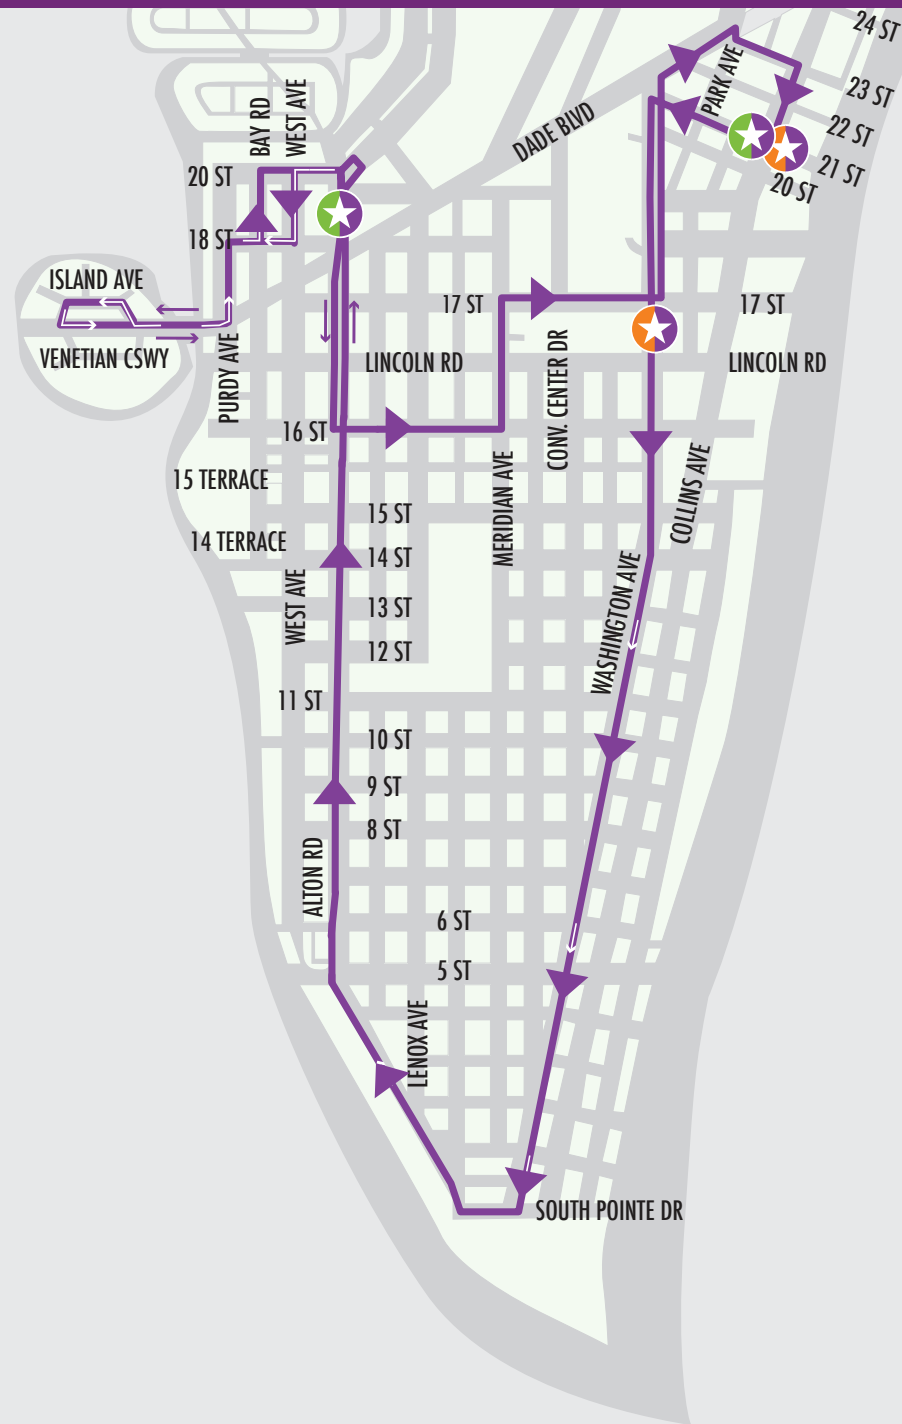 24 ST
PARK AVE
23 ST
BAY RD
WEST AVE
DADE BLVD
22 ST
21 ST
20 ST
20 ST
18 ST
ISLAND AVE
17 ST
17 ST
VENETIAN CSWY
PURDY AVE
LINCOLN RD
CONV. CENTER DR
LINCOLN RD
16 ST
15 TERRACE
MERIDIAN AVE
COLLINS AVE
15 ST
14 TERRACE
14 ST
WEST AVE
13 ST
WASHINGTON AVE
12 ST
11 ST
10 ST
9 ST
8 ST
ALTON RD
6 ST
5 ST
LENOX AVE
SOUTH POINTE DR